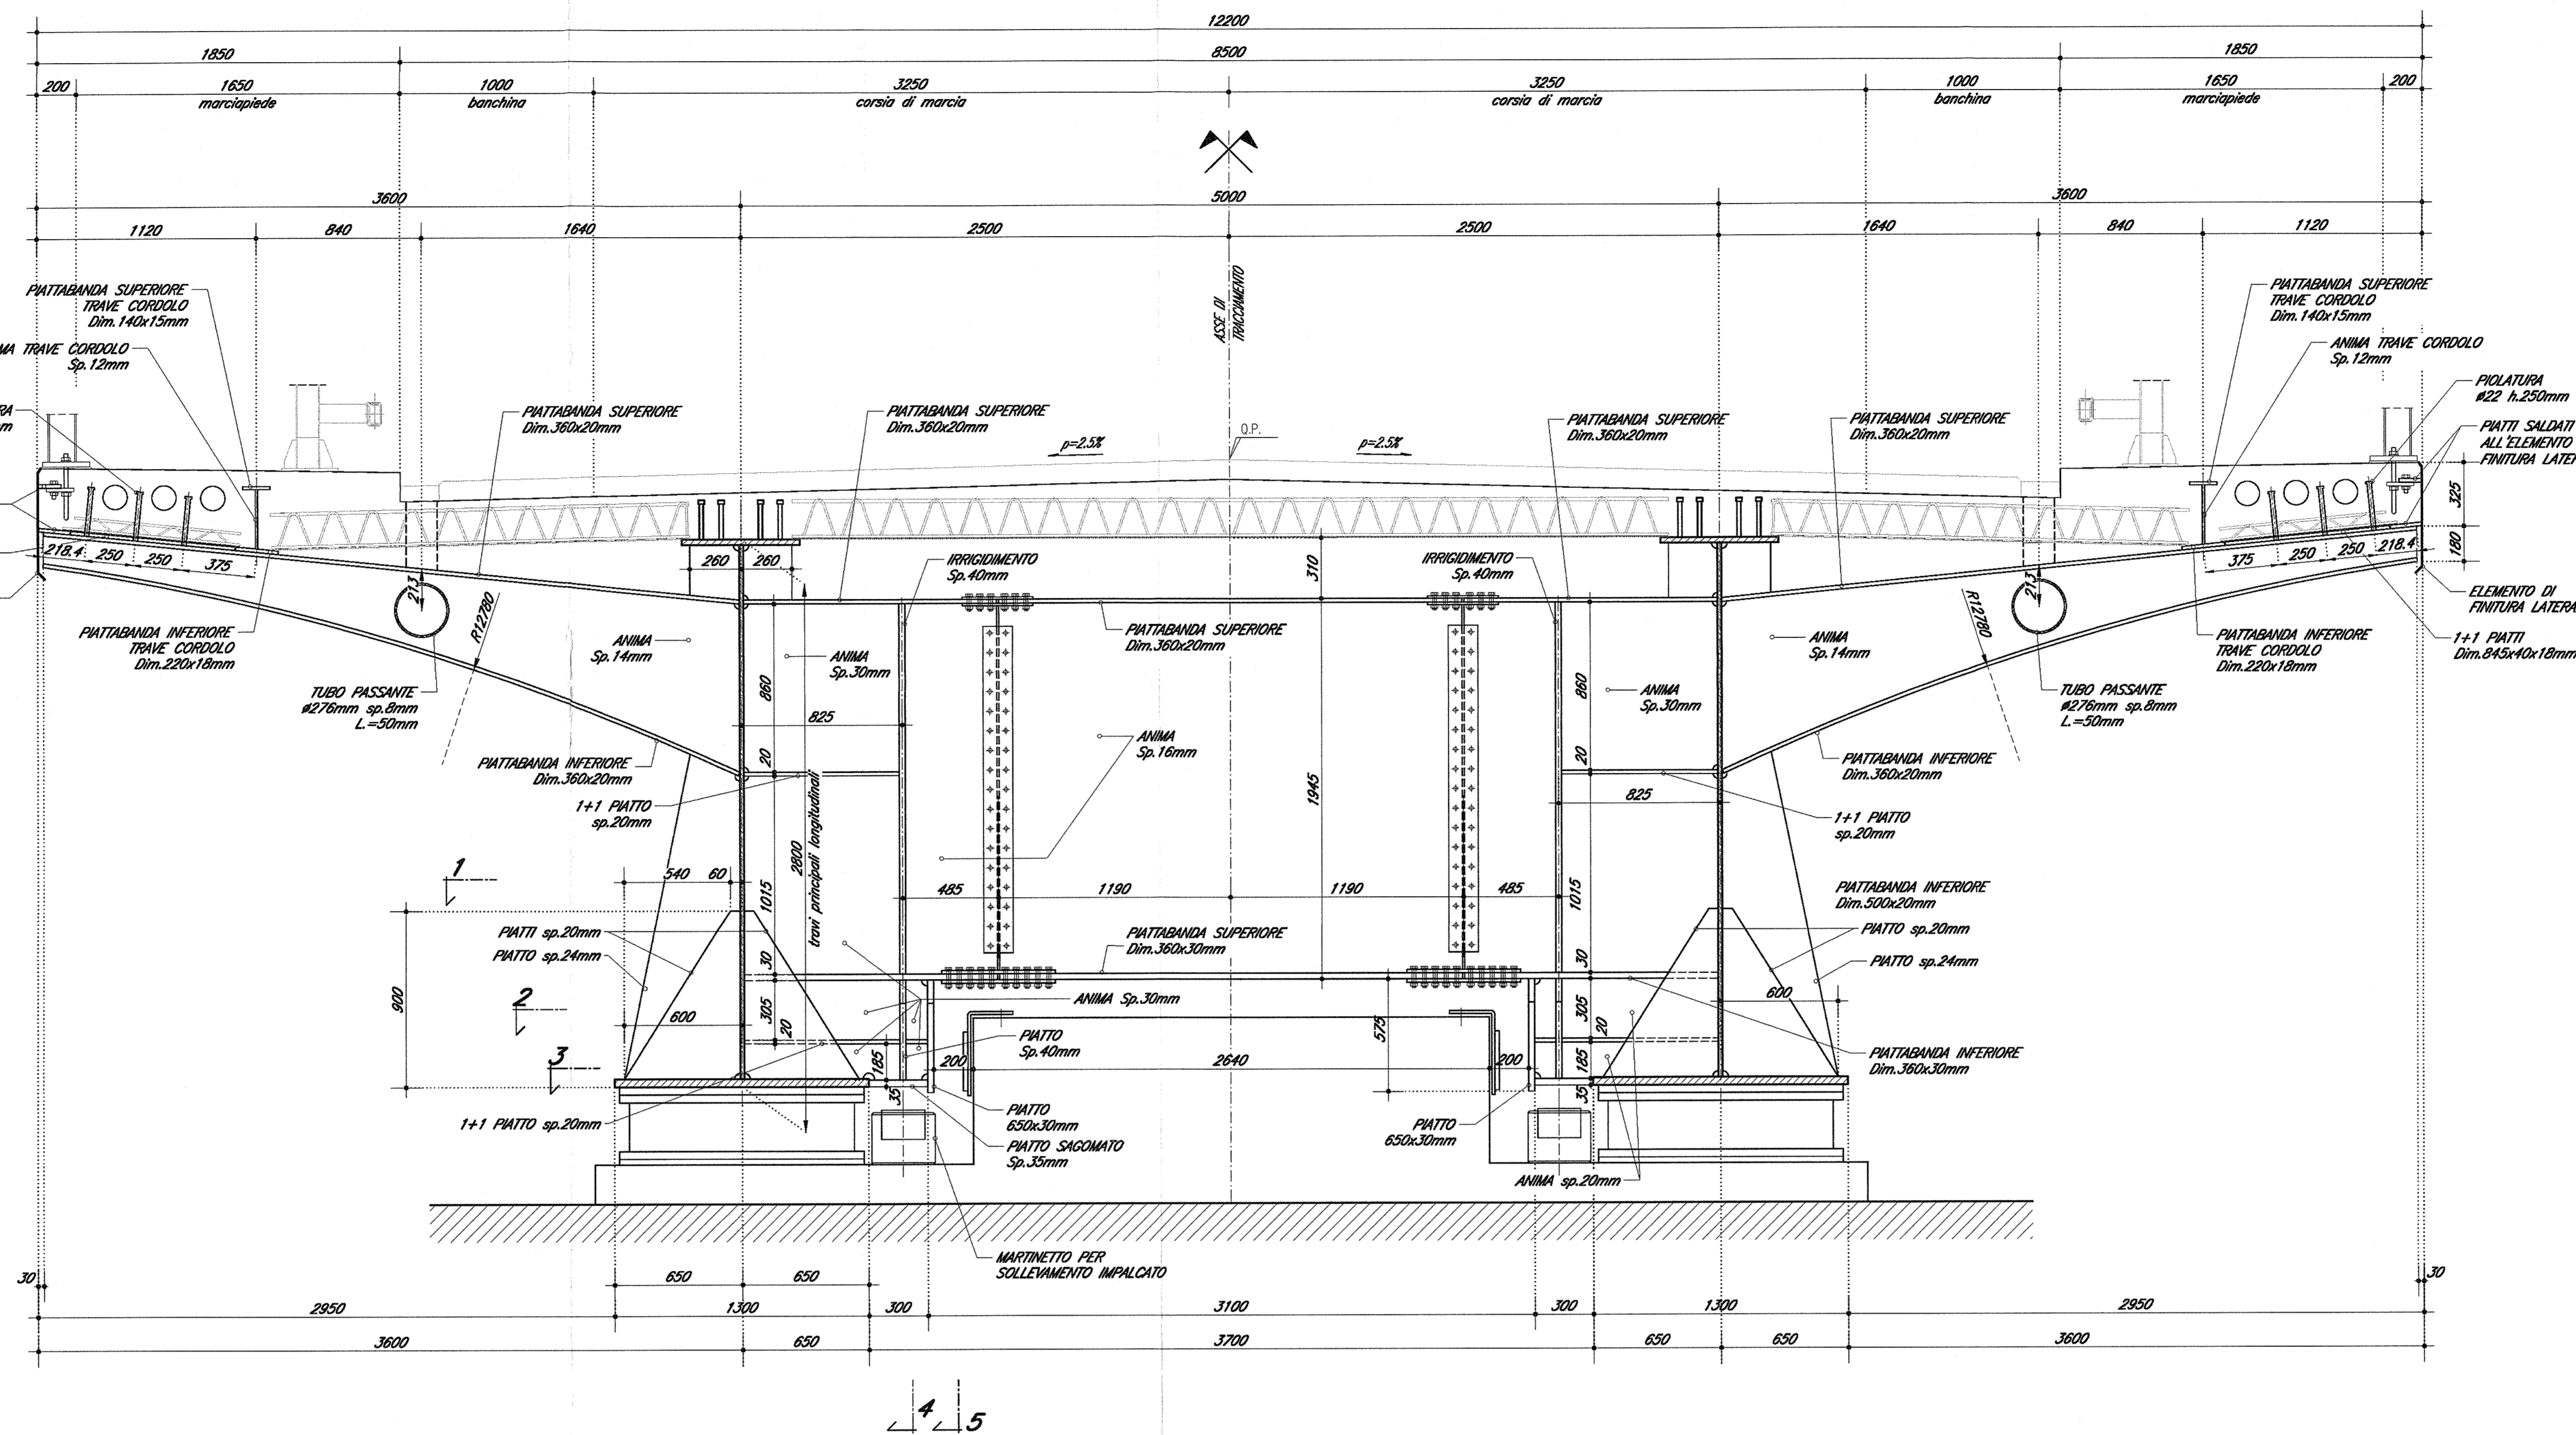 12200
1850
8500
1850
200
1650
marciapiede
1000
banchina
3250
corsia di marcia
3250
corsia di marcia
1000
banchina
1650
marciapiede
200
3600
5000
3600
1120
840
1640
2500
2500
1640
840
1120
ASSE DI
TRACCIAMENTO
PIATTABANDA SUPERIORE
TRAVE CORDOLO
Dim.140x15mm
TRAVE CORDOLO
Sp.12mm
PIATTABANDA SUPERIORE
Dim.360x20mm
PIATTABANDA SUPERIORE
Dim.360x20mm
p=2.5%
Q.P.
p=2.5%
PIATTABANDA SUPERIORE
Dim.360x20mm
PIATTABANDA SUPERIORE
Dim.360x20mm
PIATTABANDA SUPERIORE
TRAVE CORDOLO
Dim.140x15mm
ANIMA TRAVE CORDOLO
Sp.12mm
PIOLATURA
ø22 h.250mm
PIATTI SALDATI
ALL'ELEMENTO
FINITURA
325
180
218.4
250
250
375
213
R12780
260
260
IRRIGIDIMENTO
Sp.40mm
310
IRRIGIDIMENTO
Sp.40mm
213
R12780
375
250
250
218.4
ELEMENTO DI
FINITURA
1+1 PIATTI
Dim.845x40x18mm
PIATTABANDA INFERIORE
TRAVE CORDOLO
Dim.220x18mm
TUBO PASSANTE
ø276mm sp.8mm
L.=50mm
ANIMA
Sp.14mm
ANIMA
Sp.30mm
PIATTABANDA SUPERIORE
Dim.360x20mm
860
825
ANIMA
Sp.16mm
20
1945
860
ANIMA
Sp.30mm
ANIMA
Sp.14mm
20
825
PIATTABANDA INFERIORE
TRAVE CORDOLO
Dim.220x18mm
TUBO PASSANTE
ø276mm sp.8mm
L.=50mm
PIATTABANDA INFERIORE
Dim.360x20mm
1+1 PIATTO
sp.20mm
PIATTABANDA INFERIORE
Dim.360x20mm
1+1 PIATTO
sp.20mm
2800
travi principali longitudinali
1
540
60
1015
485
1190
1190
485
1015
PIATTABANDA INFERIORE
Dim.500x20mm
PIATTI sp.20mm
PIATTO sp.24mm
PIATTABANDA SUPERIORE
Dim.360x30mm
PIATTO sp.20mm
PIATTO sp.24mm
900
2
600
30
305
20
ANIMA Sp.30mm
PIATTO
Sp.40mm
575
30
305
20
600
3
185
35
200
2640
200
185
35
PIATTABANDA INFERIORE
Dim.360x30mm
1+1 PIATTO sp.20mm
PIATTO
650x30mm
PIATTO SAGOMATO
Sp.35mm
PIATTO
650x30mm
ANIMA sp.20mm
MARTINETTO PER
SOLLEVAMENTO IMPALCATO
30
650
650
30
2950
1300
300
3100
300
1300
2950
3600
650
3700
650
650
3600
4
5